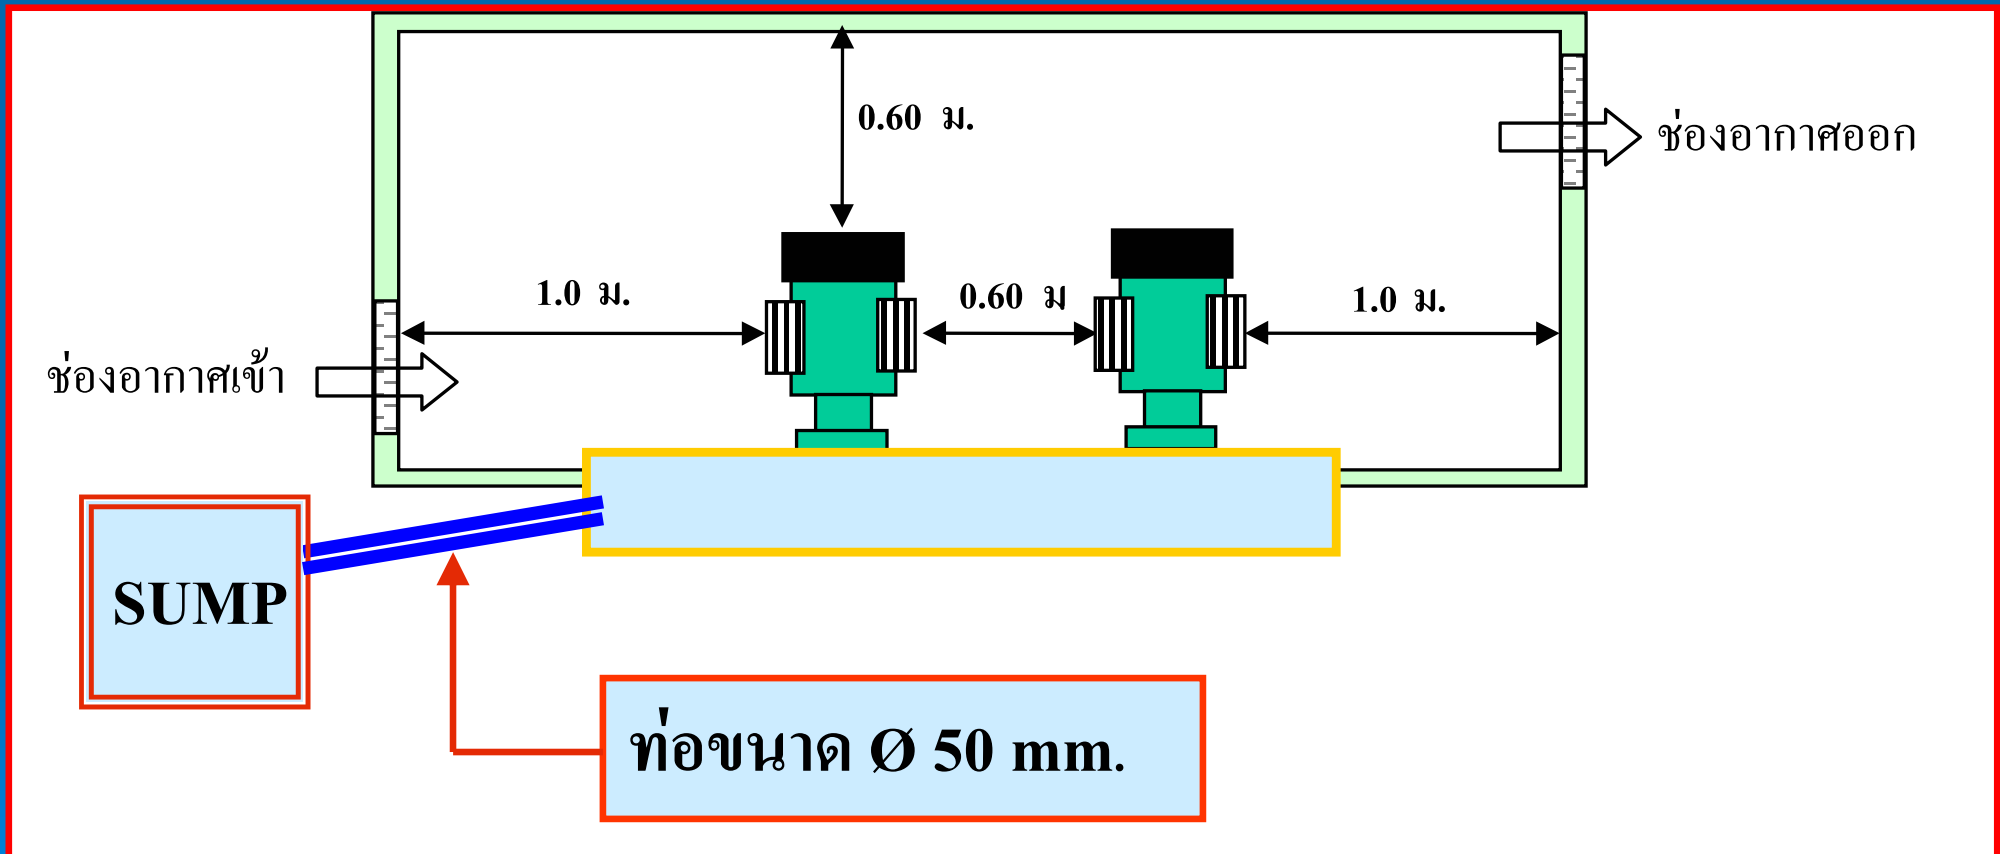 0.60 ม.
ช่องอากาศออก
1.0 ม.
0.60 ม
1.0 ม.
ช่องอากาศเข้า
SUMP
ท่อขนาด Ø 50 mm.